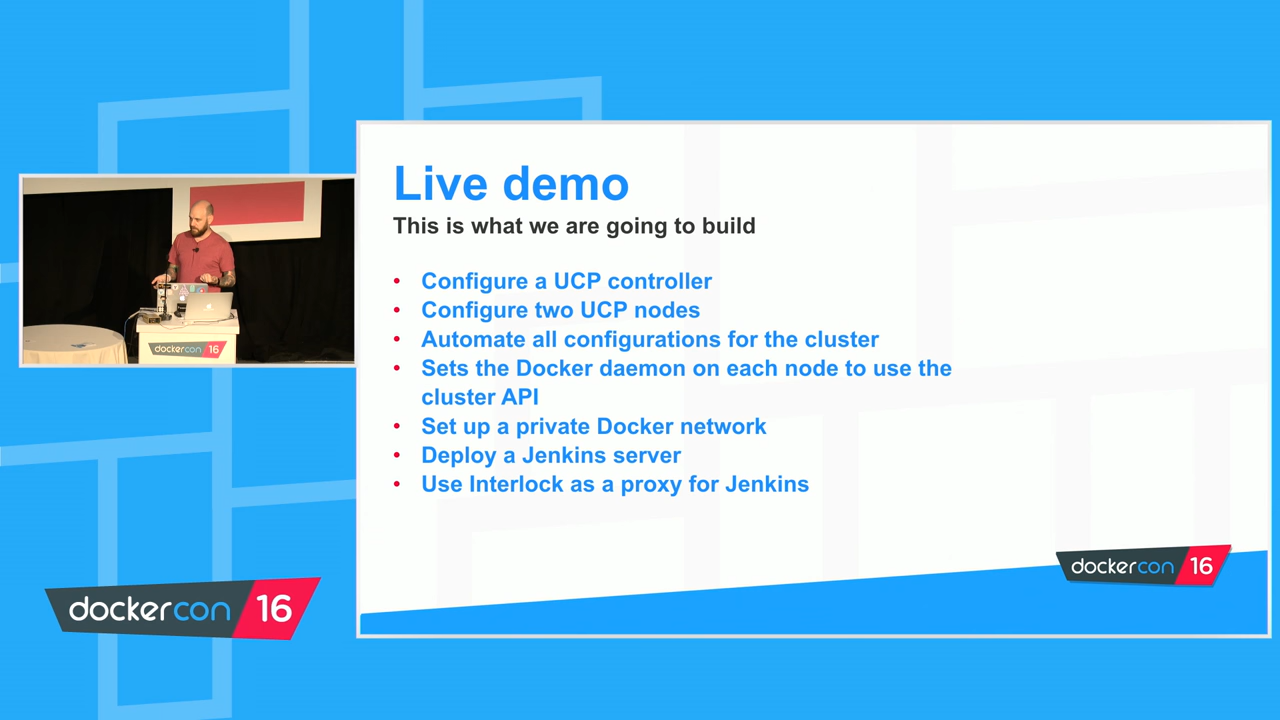 Live demo
This is what we are going to build
• Configure a UCP controller
• Configure two UCP nodes
• Automate all configurations for the cluster
• Sets the Docker daemon on each node to use the
cluster API
• Set up a private Docker network
• Deploy a Jenkins server
• Use Interlock as a proxy for Jenkins
dockercon 16
dockercon 16
dockercon 16